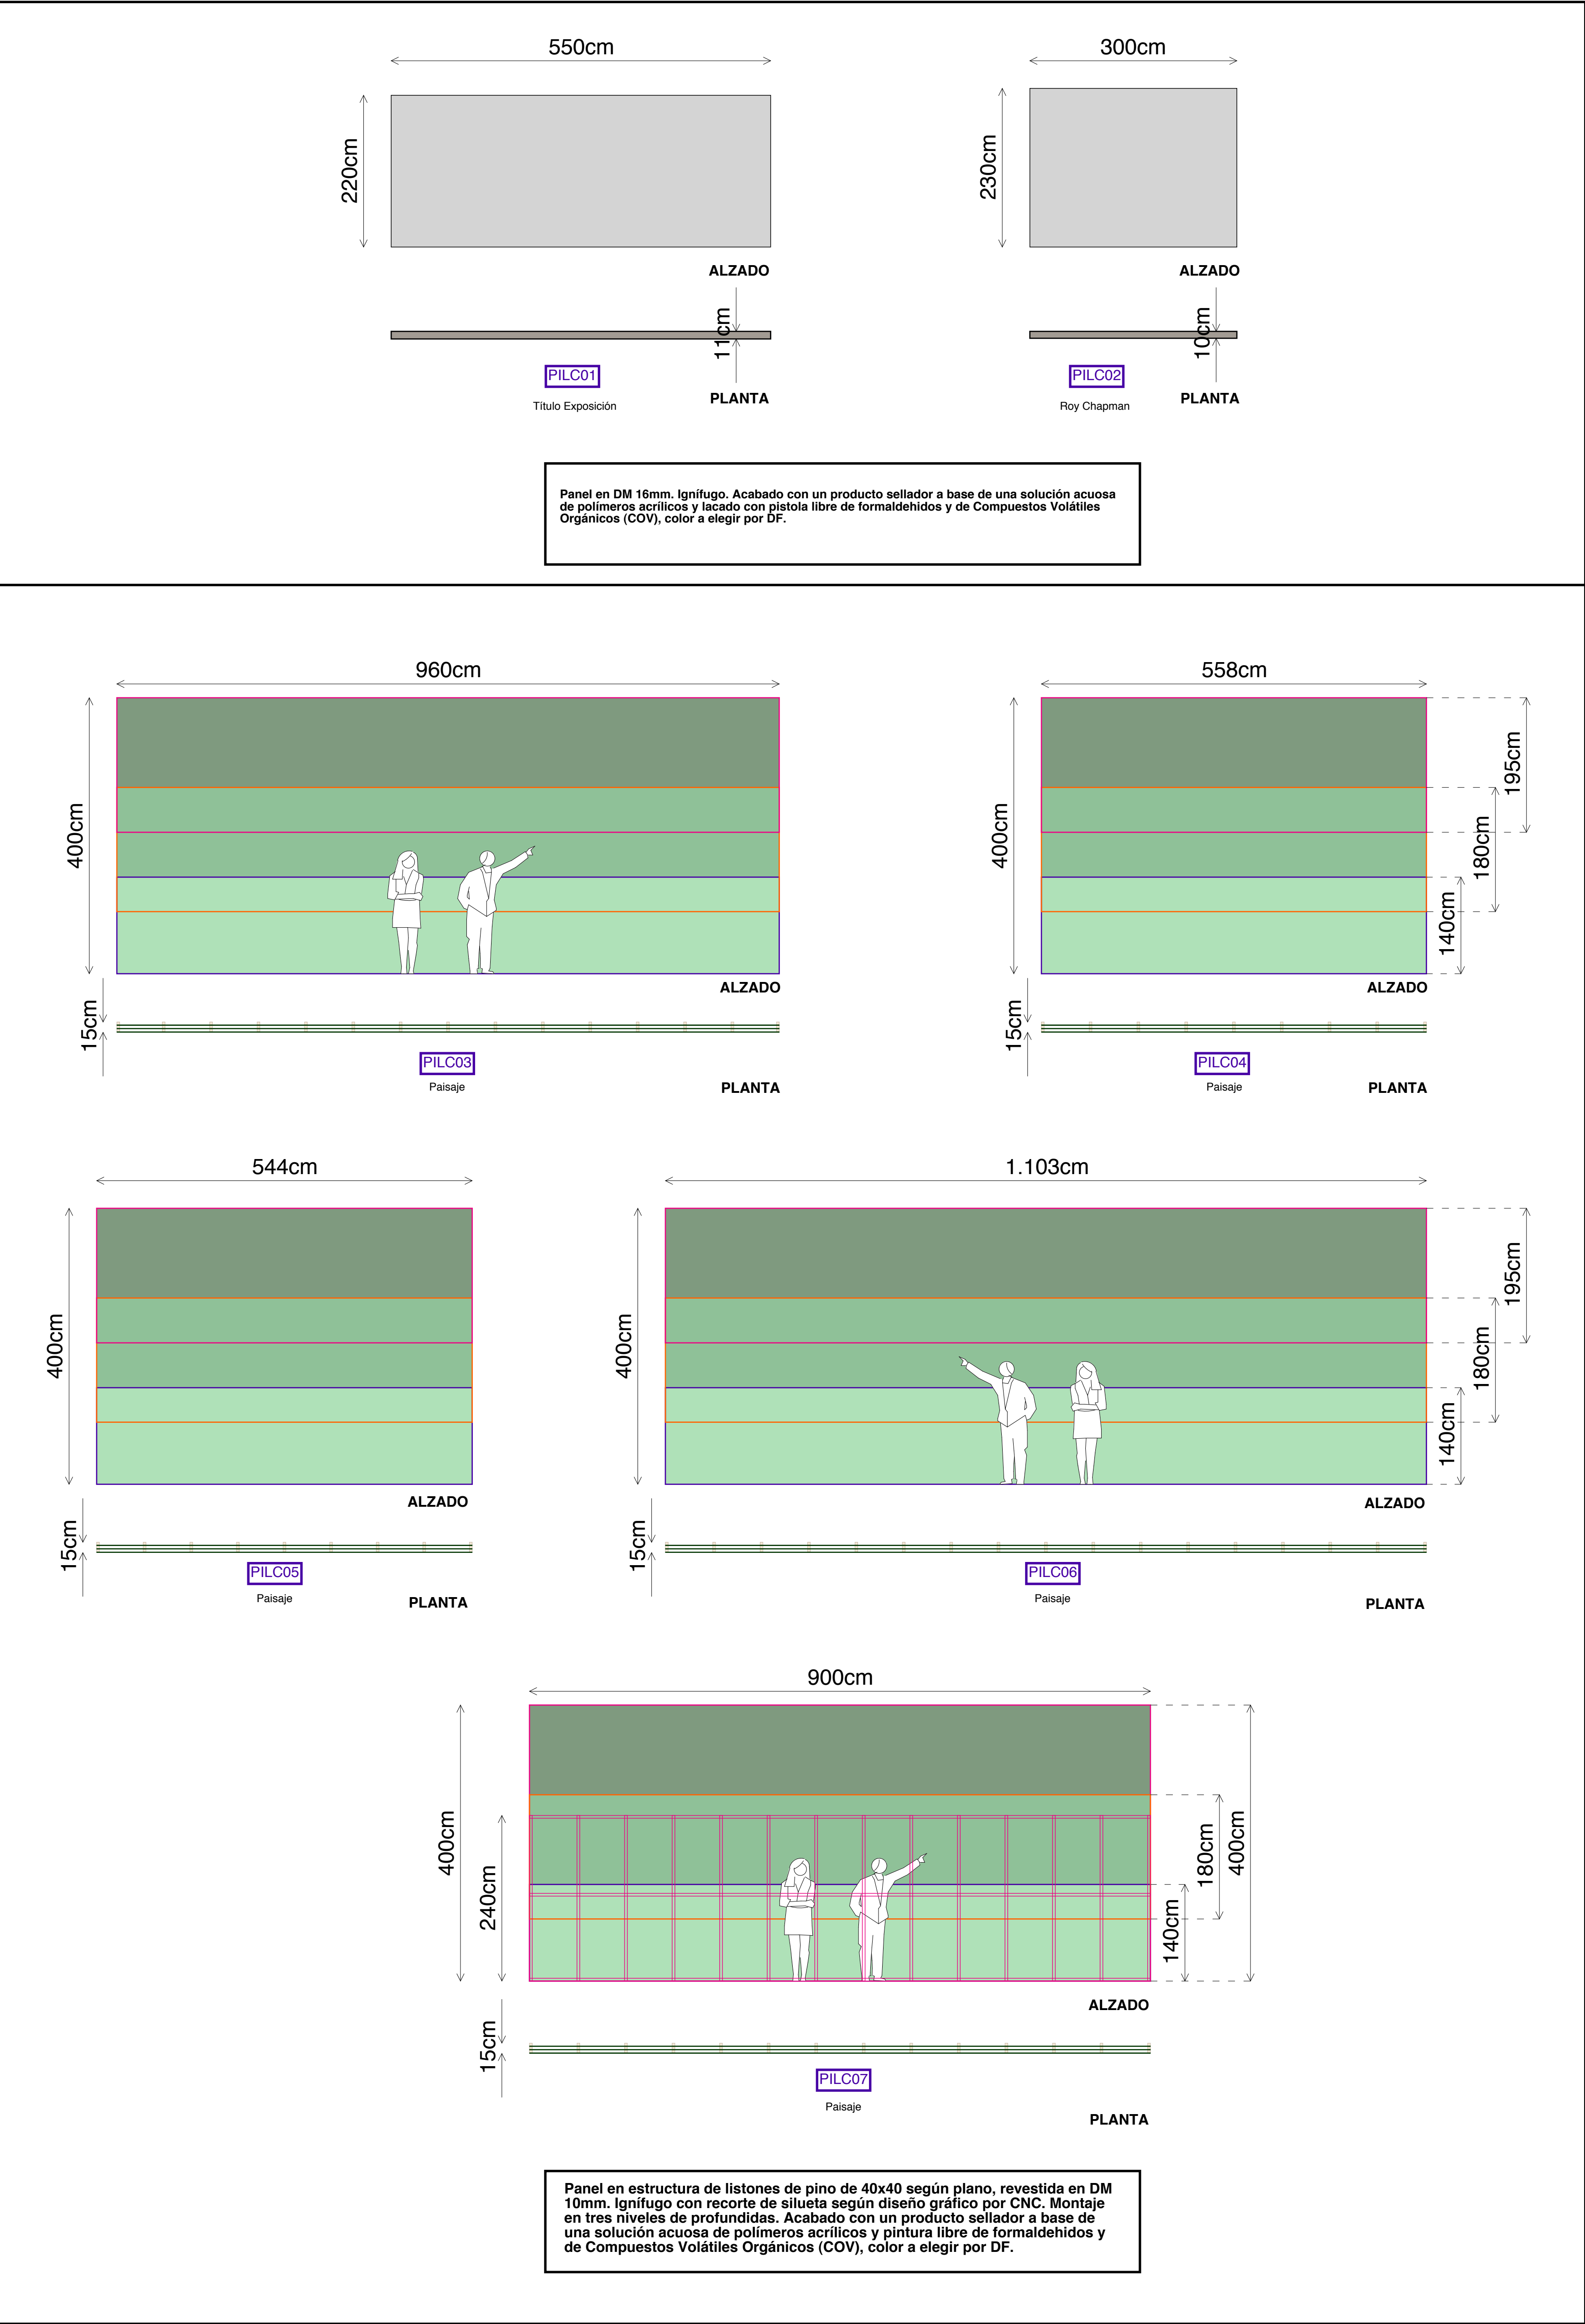 550cm
300cm
220cm
230cm
ALZADO
ALZADO
11cm
10cm
PILC01
PILC02
Título Exposición
PLANTA
Roy Chapman
PLANTA
Panel en DM 16mm. Ignífugo. Acabado con un producto sellador a base de una solución acuosa
de polímeros acrílicos y lacado con pistola libre de formaldehidos y de Compuestos Volátiles
Orgánicos (COV), color a elegir por DF.
960cm
558cm
400cm
400cm
195cm
180cm
140cm
ALZADO
ALZADO
15cm
15cm
PILC03
PILC04
Paisaje
PLANTA
Paisaje
PLANTA
544cm
1.103cm
400cm
400cm
195cm
180cm
140cm
ALZADO
ALZADO
15cm
15cm
PILC05
PILC06
Paisaje
PLANTA
Paisaje
PLANTA
900cm
400cm
240cm
180cm
400cm
140cm
ALZADO
15cm
PILC07
Paisaje
PLANTA
Panel en estructura de listones de pino de 40x40 según plano, revestida en DM
10mm. Ignífugo con recorte de silueta según diseño gráfico por CNC. Montaje
en tres niveles de profundidas. Acabado con un producto sellador a base de
una solución acuosa de polímeros acrílicos y pintura libre de formaldehidos y
de Compuestos Volátiles Orgánicos (COV), color a elegir por DF.